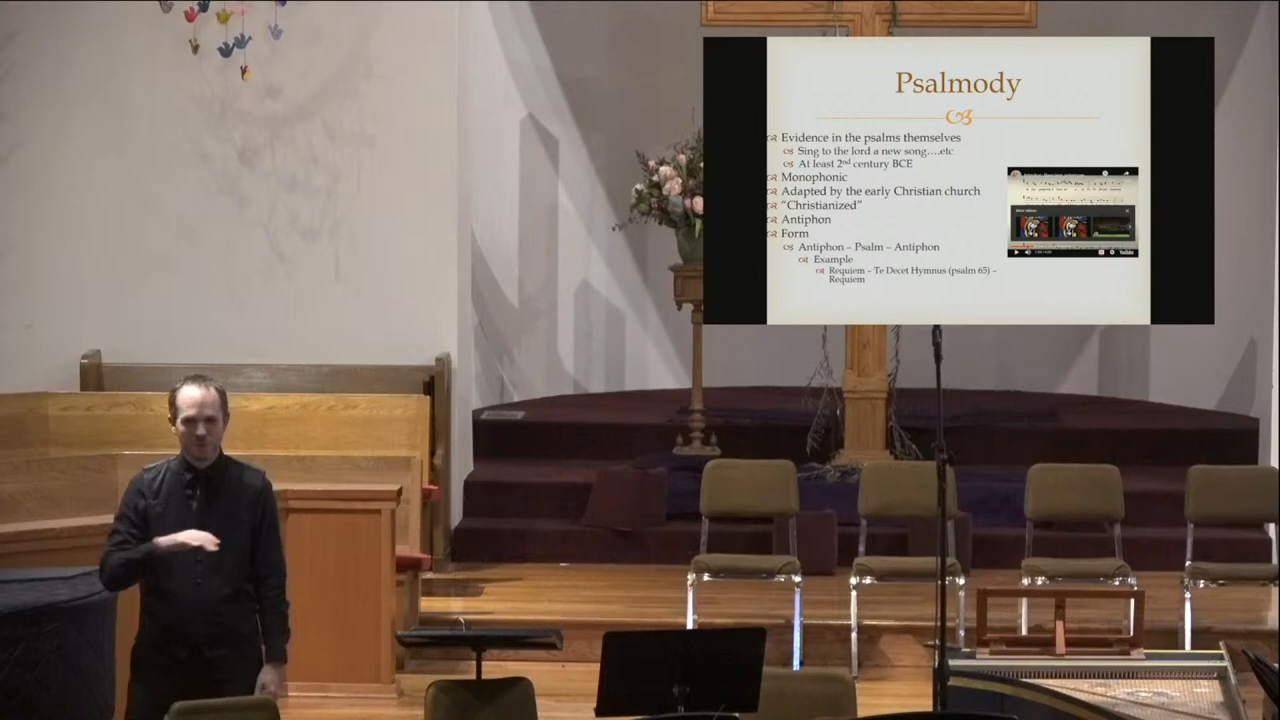 Psalmody
Evidence in the psalms themselves
Sing to the lord a new song….etc
At least 2nd century BCE
Monophonic
Adapted by the early Christian church
“Christianized”
Antiphon
Form
Antiphon – Psalm – Antiphon
Example
Requiem – Te Decet Hymnus (psalm 65) –
Requiem
YouTube